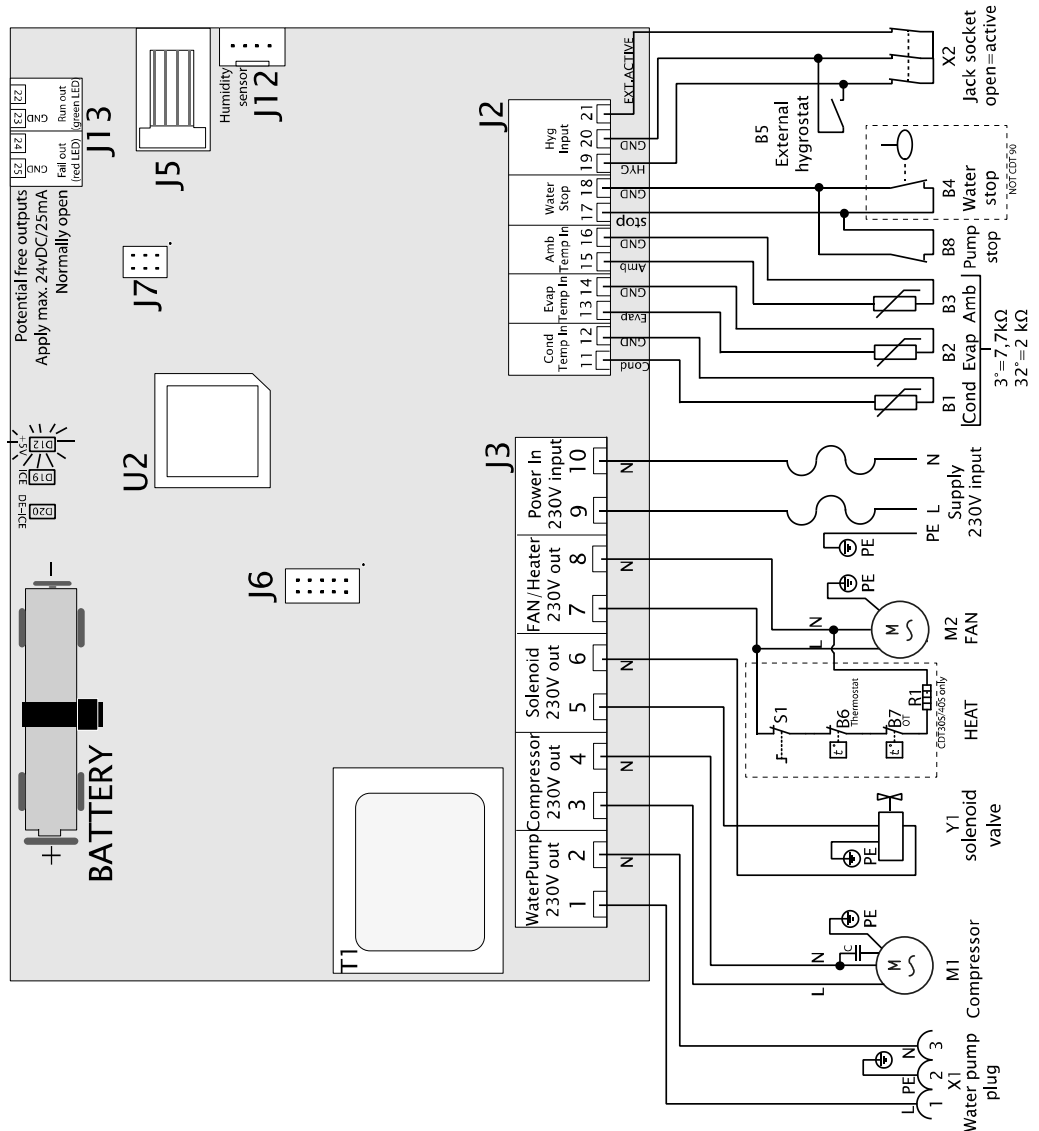 J13
Run out
(green LED)
22
23
GND
Fail out
(red LED)
24
25
GND
Potential free outputs
Apply max. 24vDC/25mA
Normally open
J5
Humidity
sensor
J12
J7
+5V
D12
ICE
D19
DE-ICE
D20
U2
J6
BATTERY
+
–
T1
J2
Hyg
Input
21
20
19
Water
Stop
18
17
Amb
Temp In
16
15
Evap
Temp In
14
13
Cond
Temp In
12
11
EXT.ACTIVE
GND
HYG
GND
stop
GND
Amb
GND
Evap
GND
Cond
J3
Power In
230V input
10
9
FAN/Heater
230V out
8
7
Solenoid
230V out
6
5
Compressor
230V out
4
3
WaterPump
230V out
2
1
N
N
N
N
N
X2
Jack socket
open=active
B5
External
hygrostat
B4
Water
stop
NOT CDT 90
B8
Pump
stop
B3
Amb
B2
Evap
B1
Cond
3°=7,7kΩ
32°=2 kΩ
N
L
PE
Supply
230V input
PE
PE
M
N
L
M2
FAN
S1
B6
Thermostat
t°
B7
OT
t°
R1
CDT30S/40S only
HEAT
Y1
solenoid
valve
PE
PE
C
M
N
L
M1
Compressor
N
3
PE
2
L
1
X1
Water pump
plug